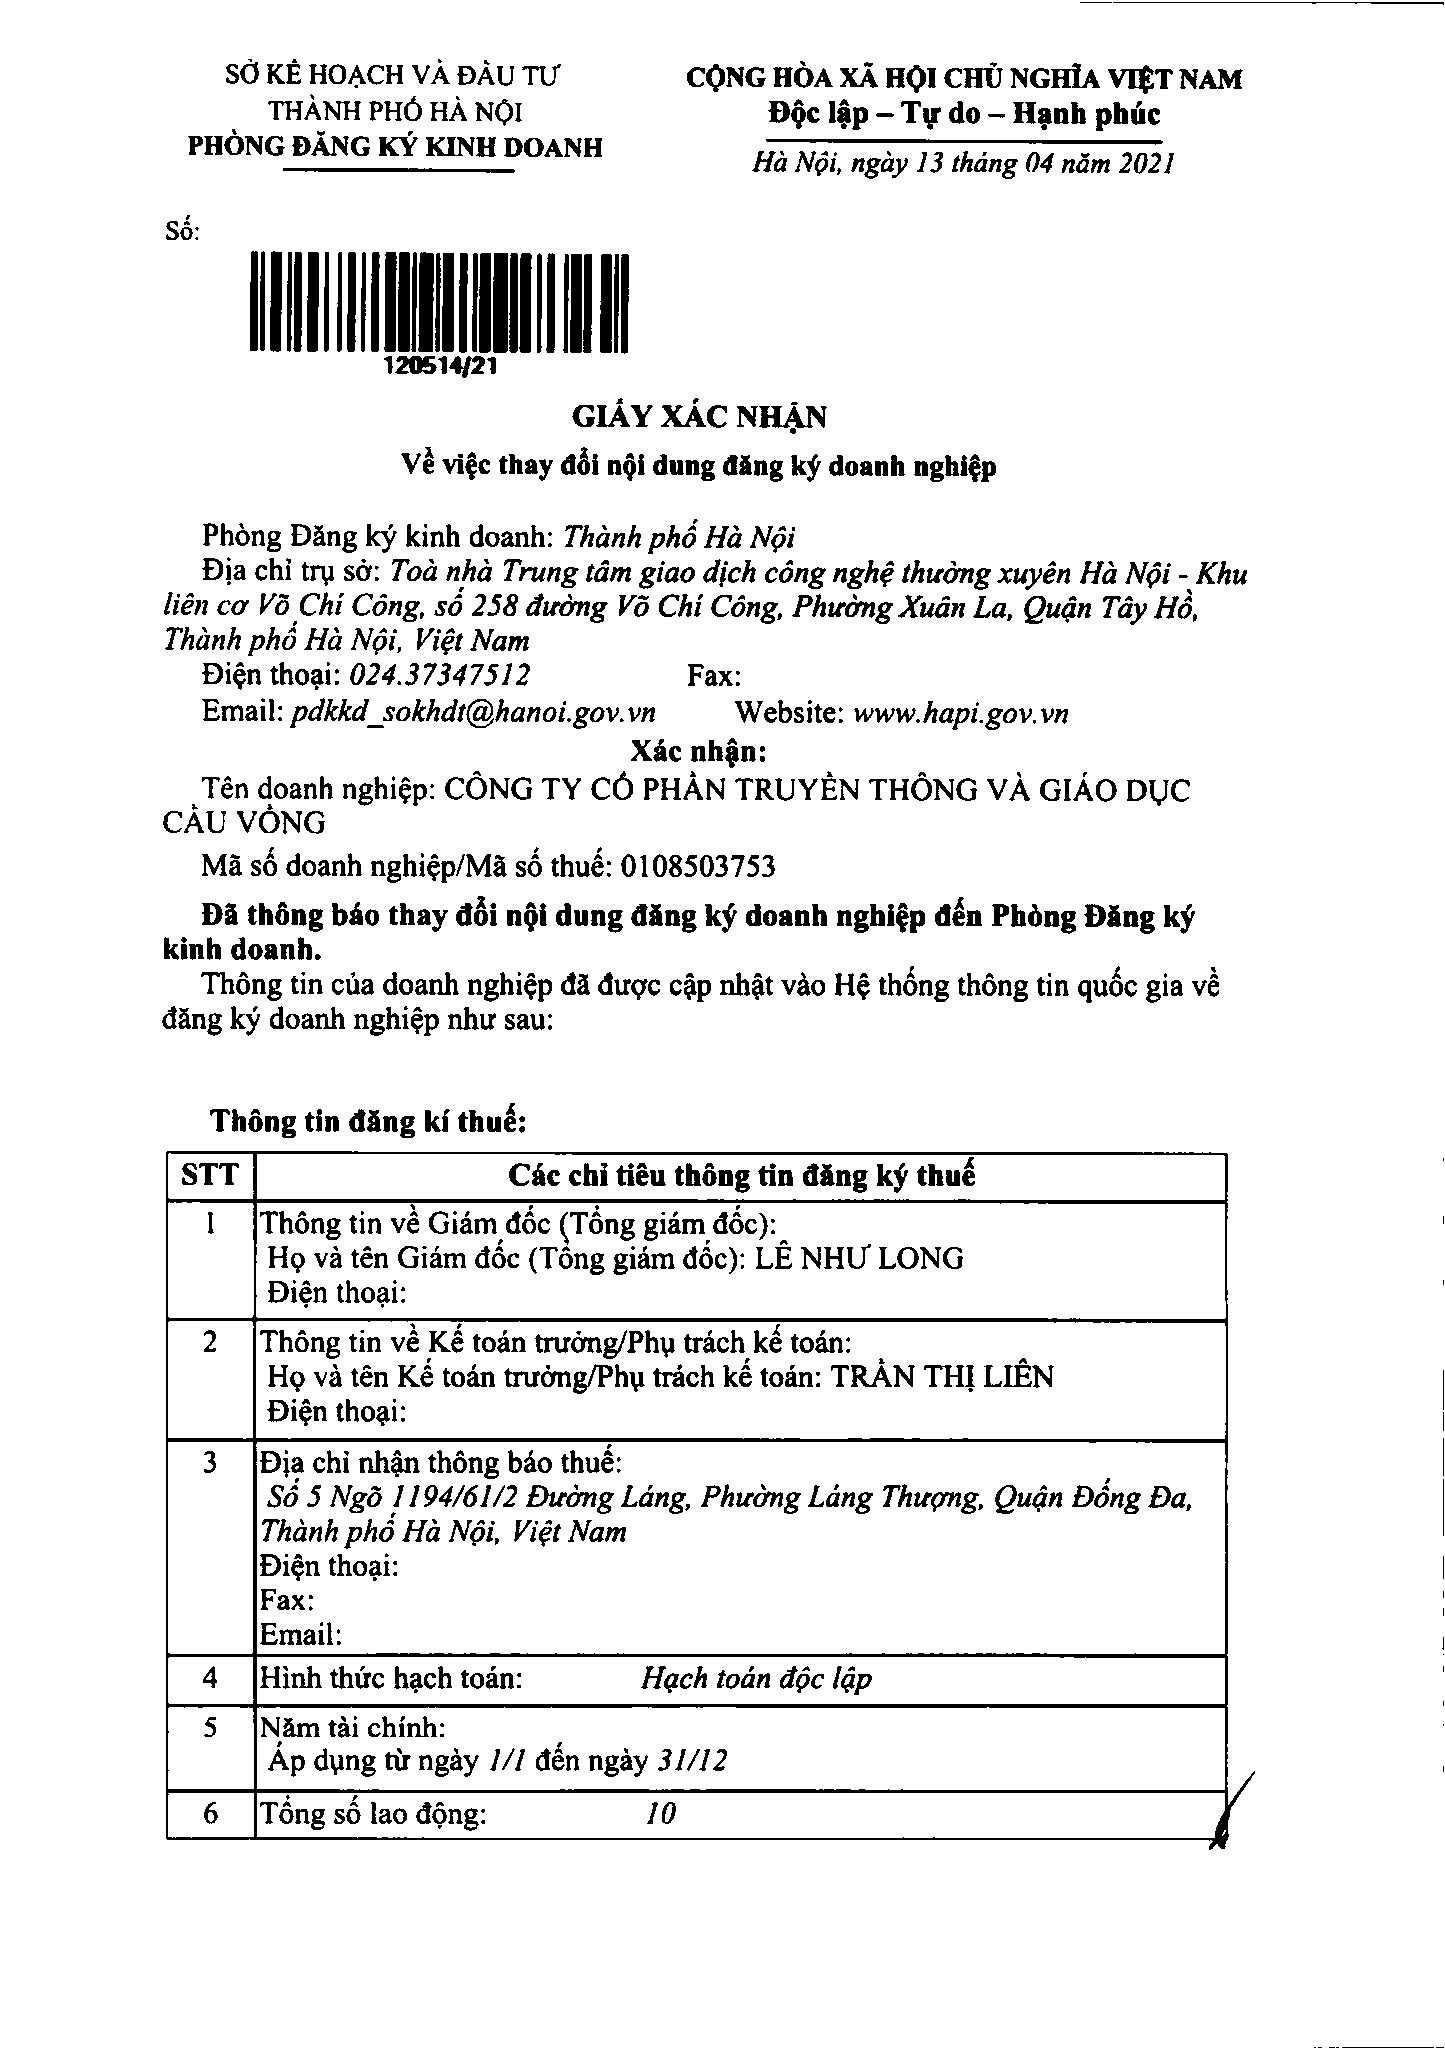 SỞ KẾ HOẠCH VÀ ĐẦU TƯ
THÀNH PHỐ HÀ NỘI
PHÒNG ĐĂNG KÝ KINH DOANH
CỘNG HÒA XÃ HỘI CHỦ NGHĨA VIỆT NAM
Độc lập – Tự do – Hạnh phúc
Hà Nội, ngày 13 tháng 04 năm 2021
Số:
120514/21
GIẤY XÁC NHẬN
Về việc thay đổi nội dung đăng ký doanh nghiệp
Phòng Đăng ký kinh doanh: Thành phố Hà Nội
Địa chỉ trụ sở: Toà nhà Trung tâm giao dịch công nghệ thường xuyên Hà Nội - Khu
liên cơ Võ Chí Công, số 258 đường Võ Chí Công, Phường Xuân La, Quận Tây Hồ,
Thành phố Hà Nội, Việt Nam
Điện thoại: 024.37347512 Fax:
Email: pdkkd_sokhdt@hanoi.gov.vn Website: www.hapi.gov.vn
Xác nhận:
Tên doanh nghiệp: CÔNG TY CỔ PHẦN TRUYỀN THÔNG VÀ GIÁO DỤC
CẦU VỒNG
Mã số doanh nghiệp/Mã số thuế: 0108503753
Đã thông báo thay đổi nội dung đăng ký doanh nghiệp đến Phòng Đăng ký
kinh doanh.
Thông tin của doanh nghiệp đã được cập nhật vào Hệ thống thông tin quốc gia về
đăng ký doanh nghiệp như sau:
Thông tin đăng kí thuế:
STT Các chỉ tiêu thông tin đăng ký thuế
1 Thông tin về Giám đốc (Tổng giám đốc):
Họ và tên Giám đốc (Tổng giám đốc): LÊ NHƯ LONG
Điện thoại:
2 Thông tin về Kế toán trưởng/Phụ trách kế toán:
Họ và tên Kế toán trưởng/Phụ trách kế toán: TRẦN THỊ LIÊN
Điện thoại:
3 Địa chỉ nhận thông báo thuế:
Số 5 Ngõ 1194/61/2 Đường Láng, Phường Láng Thượng, Quận Đống Đa,
Thành phố Hà Nội, Việt Nam
Điện thoại:
Fax:
Email:
4 Hình thức hạch toán: Hạch toán độc lập
5 Năm tài chính:
Áp dụng từ ngày 1/1 đến ngày 31/12
6 Tổng số lao động: 10